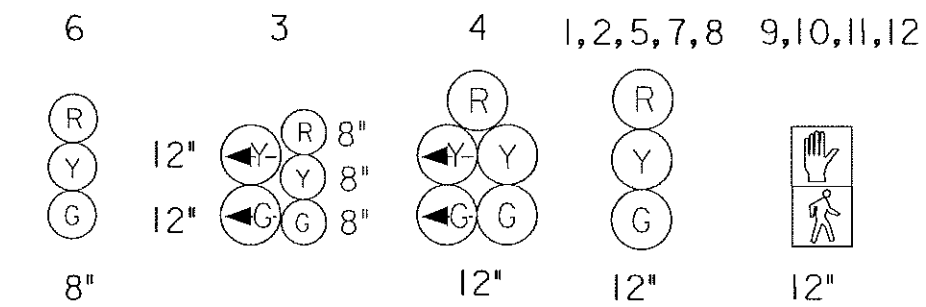 6 3 4 1,2,5,7,8 9,10,11,12
R R
R R 8"
12" Y Y Y Y Y 8" Y
12" G G G G G 8" G
8" 12" 12" 12"